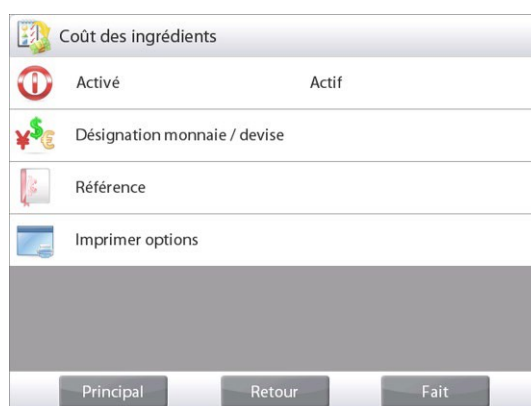 Coût des ingrédients
Activé Actif
Désignation monnaie / devise
Référence
Imprimer options
Principal Retour Fait